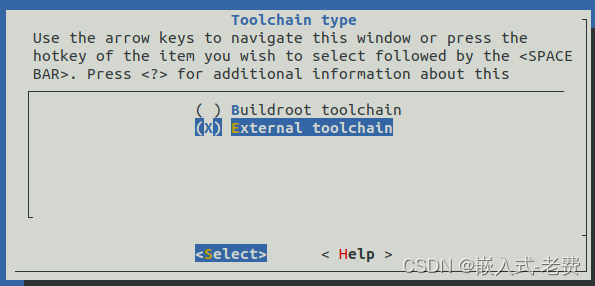 Toolchain type
Use the arrow keys to navigate this window or press the
hotkey of the item you wish to select followed by the <SPACE
BAR>. Press <?> for additional information about this
( ) Buildroot toolchain
(X) External toolchain
<Select> < Help >
CSDN @嵌入式-老费